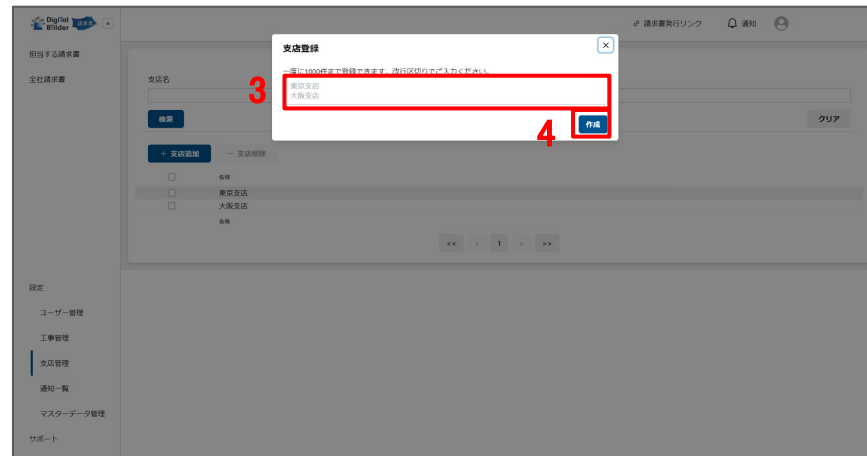 Digital Billder 請求書
請求書発行リンク
通知
担当する請求書
全社請求書
支店登録
一度に1000件まで登録できます。改行区切りでご入力ください。
3
東京支店
大阪支店
4
作成
支店名
検索
クリア
+ 支店追加
− 支店削除
名称
東京支店
大阪支店
名称
<< < 1 > >>
設定
ユーザー管理
工事管理
支店管理
通知一覧
マスターデータ管理
サポート